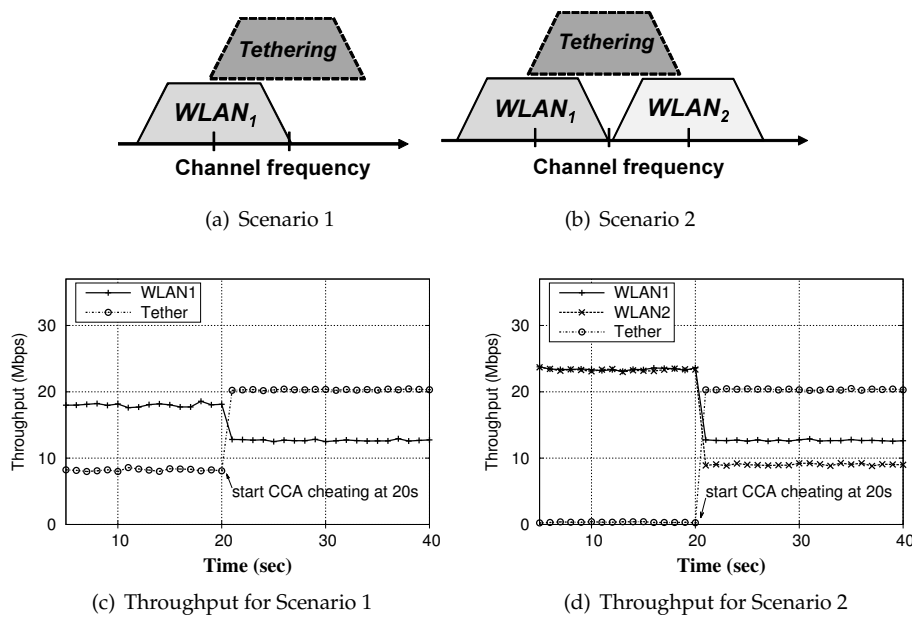 Tethering
WLAN1
Channel frequency
(a) Scenario 1
Tethering
WLAN1
WLAN2
Channel frequency
(b) Scenario 2
Throughput (Mbps)
30
20
10
0
WLAN1
Tether
start CCA cheating at 20s
10 20 30 40
Time (sec)
(c) Throughput for Scenario 1
Throughput (Mbps)
30
20
10
0
WLAN1
WLAN2
Tether
start CCA cheating at 20s
10 20 30 40
Time (sec)
(d) Throughput for Scenario 2